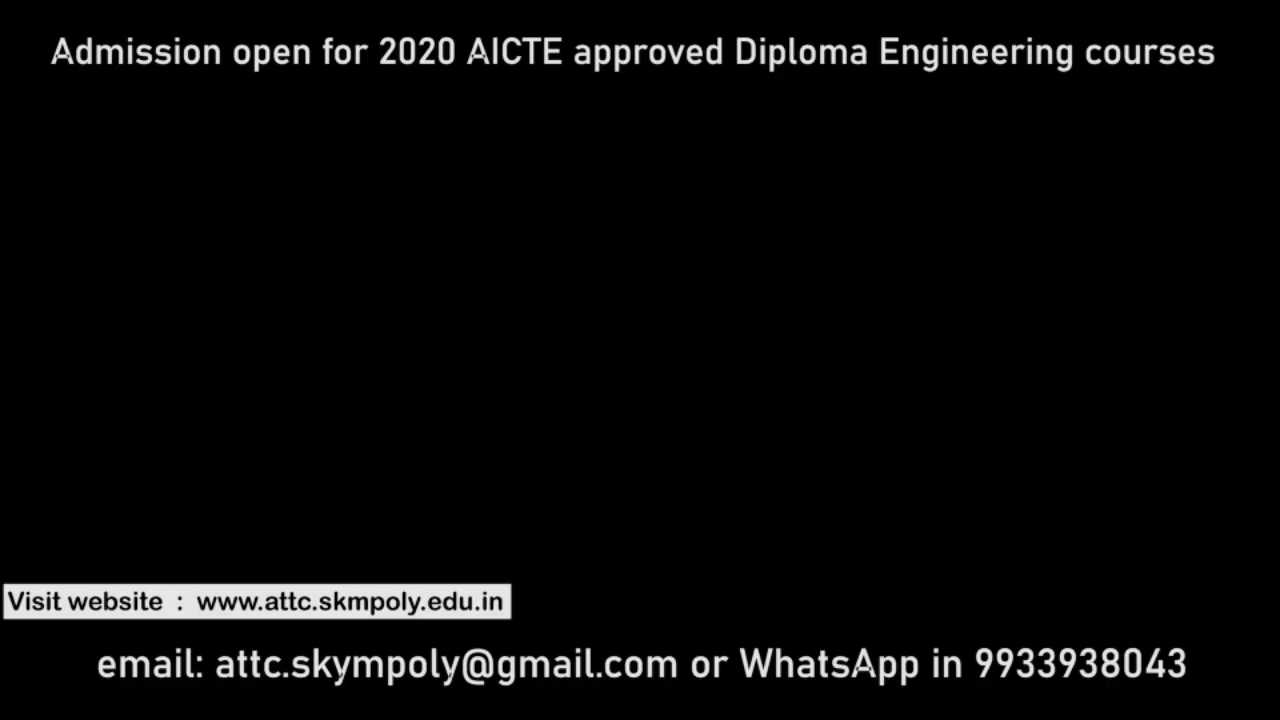 Admission open for 2020 AICTE approved Diploma Engineering courses
Visit website : www.attc.skmpoly.edu.in
email: attc.skympoly@gmail.com or WhatsApp in 9933938043